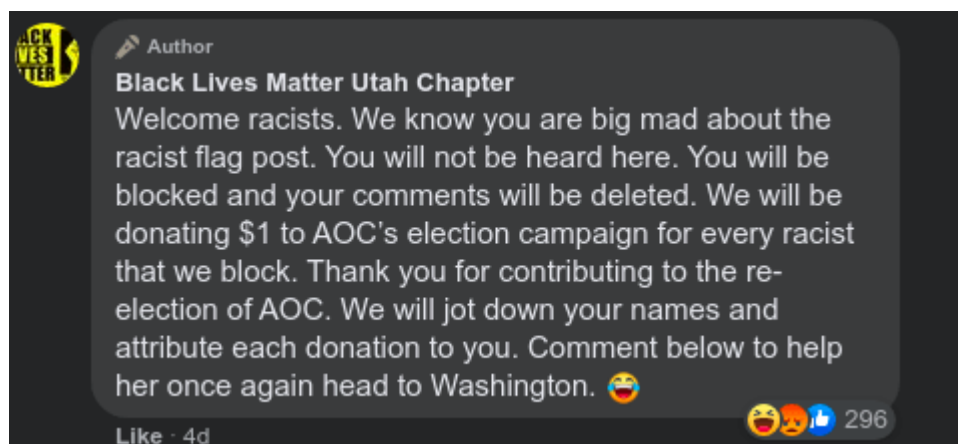 ACK
VES
TTER
Author
Black Lives Matter Utah Chapter
Welcome racists. We know you are big mad about the
racist flag post. You will not be heard here. You will be
blocked and your comments will be deleted. We will be
donating $1 to AOC's election campaign for every racist
that we block. Thank you for contributing to the re-
election of AOC. We will jot down your names and
attribute each donation to you. Comment below to help
her once again head to Washington. 😂
296
Like · 4d